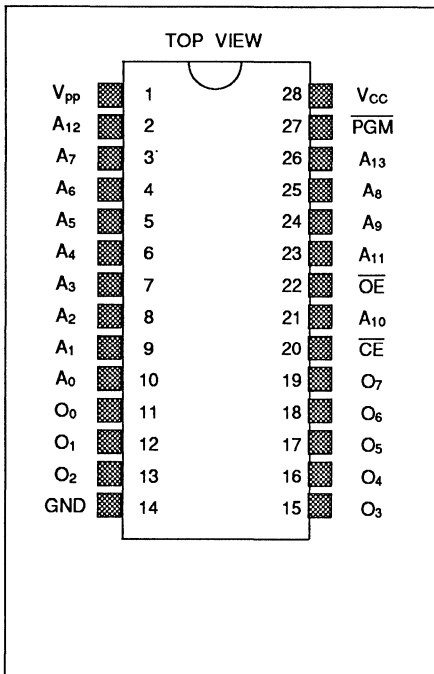 TOP VIEW
Vpp 1 28 VCC
A12 2 27 PGM
A7 3 26 A13
A6 4 25 A8
A5 5 24 A9
A4 6 23 A11
A3 7 22 OE
A2 8 21 A10
A1 9 20 CE
A0 10 19 O7
O0 11 18 O6
O1 12 17 O5
O2 13 16 O4
GND 14 15 O3